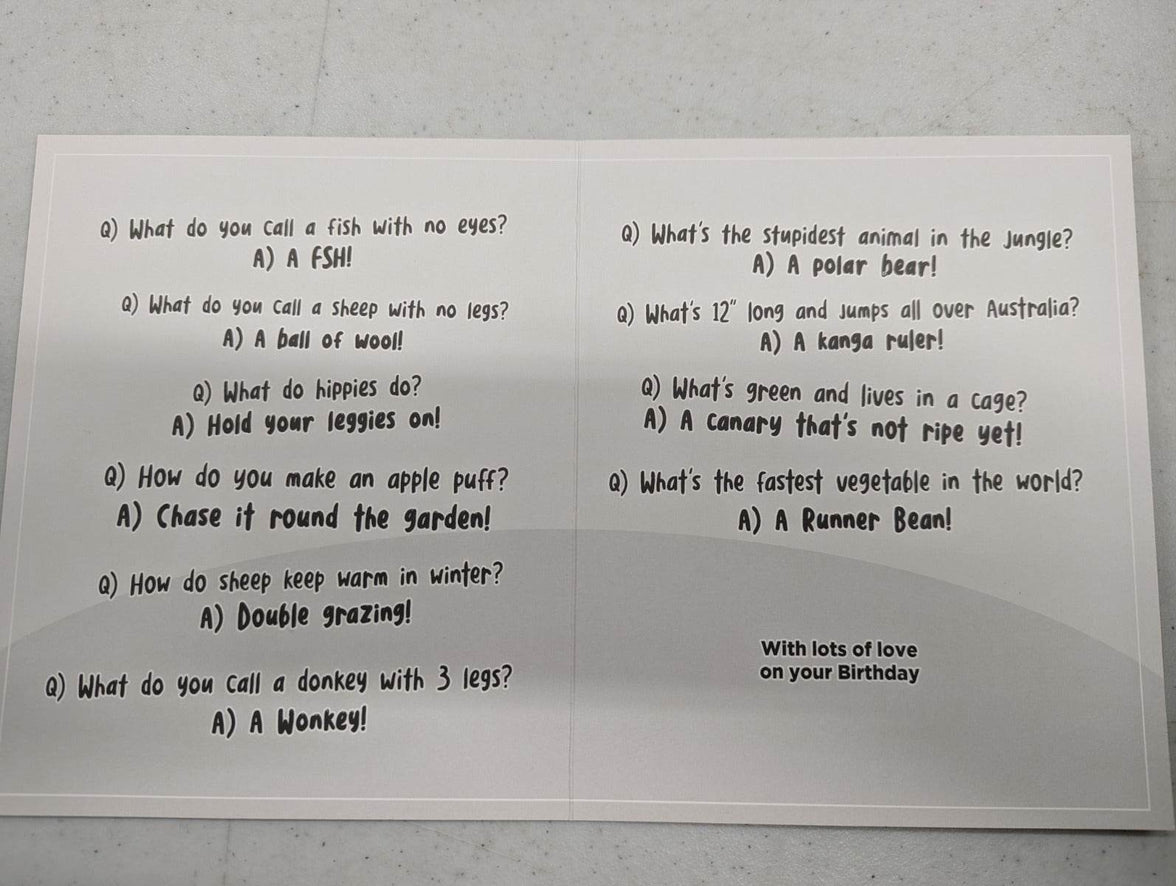 Q) What do you call a fish with no eyes?
A) A FSH!
Q) What do you call a sheep with no legs?
A) A ball of wool!
Q) What do hippies do?
A) Hold your leggies on!
Q) How do you make an apple puff?
A) Chase it round the garden!
Q) How do sheep keep warm in winter?
A) Double grazing!
Q) What do you call a donkey with 3 legs?
A) A Wonkey!
Q) What's the stupidest animal in the Jungle?
A) A polar bear!
Q) What's 12" long and jumps all over Australia?
A) A kanga ruler!
Q) What's green and lives in a cage?
A) A canary that's not ripe yet!
Q) What's the fastest vegetable in the world?
A) A Runner Bean!
With lots of love
on your Birthday